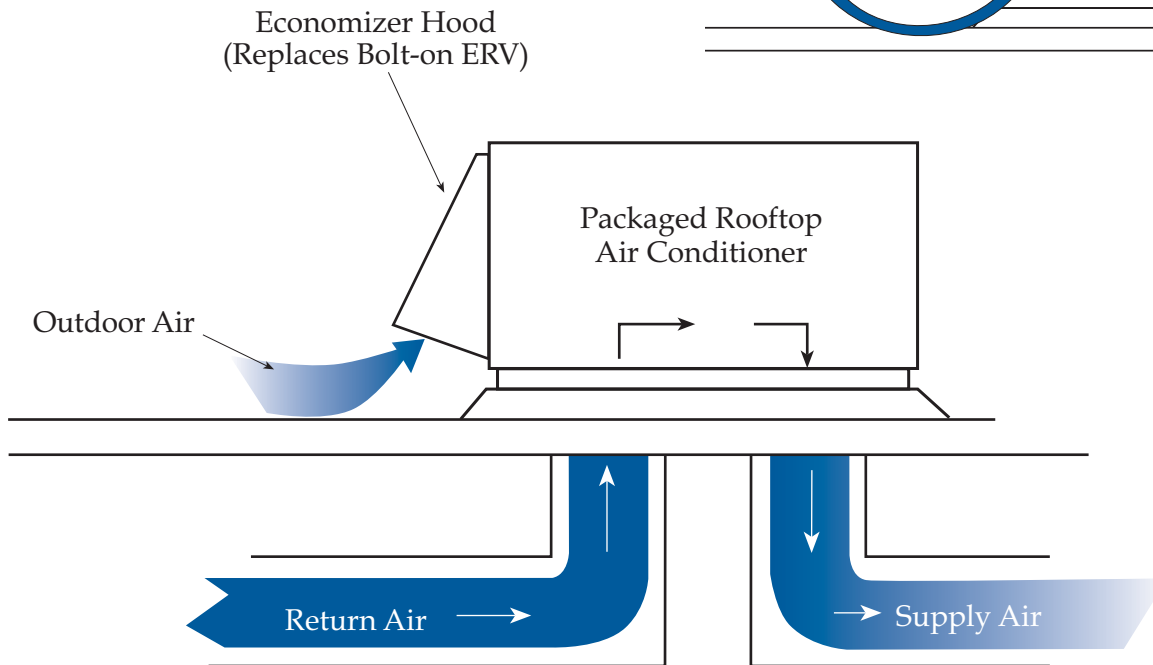 Economizer Hood
(Replaces Bolt-on ERV)
Packaged Rooftop
Air Conditioner
Outdoor Air
Return Air
Supply Air